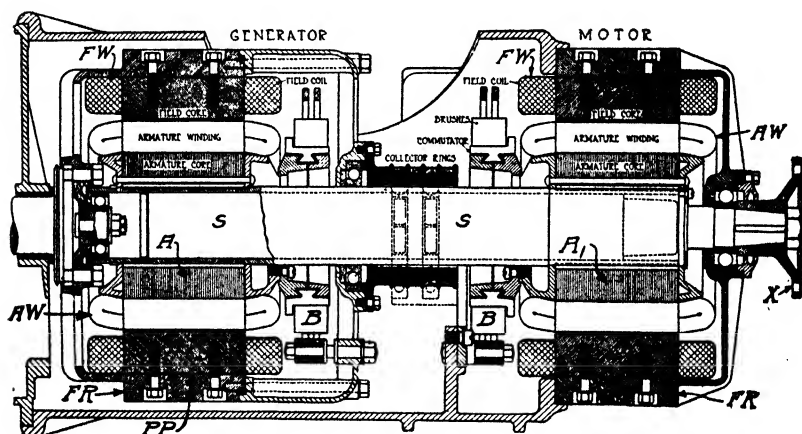 GENERATOR
MOTOR
FW
FW
FIELD COIL
FIELD COIL
BRUSHES
FIELD CORE
FIELD CORE
ARMATURE WINDING
COMMUTATOR
ARMATURE WINDING
AW
ARMATURE CORE
COLLECTOR RINGS
ARMATURE CORE
S
S
A
A
X
AW
B
B
FR
FR
PP